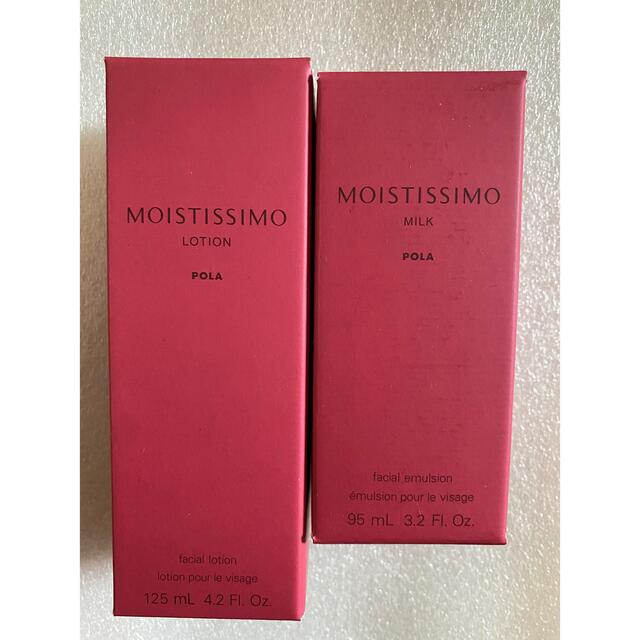 MOISTISSIMO
LOTION
POLA
facial lotion
lotion pour le visage
125 mL 4.2 Fl. Oz.
MOISTISSIMO
MILK
POLA
facial emulsion
émulsion pour le visage
95 mL 3.2 Fl. Oz.